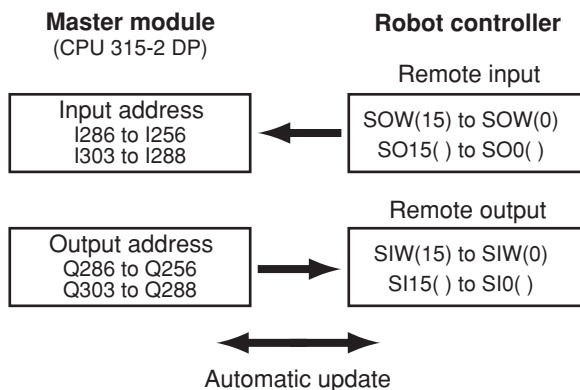 Master module
(CPU 315-2 DP)
Robot controller
Remote input
Input address
I286 to I256
I303 to I288
SOW(15) to SOW(0)
SO15( ) to SO0( )
Remote output
Output address
Q286 to Q256
Q303 to Q288
SIW(15) to SIW(0)
SI15( ) to SI0( )
Automatic update